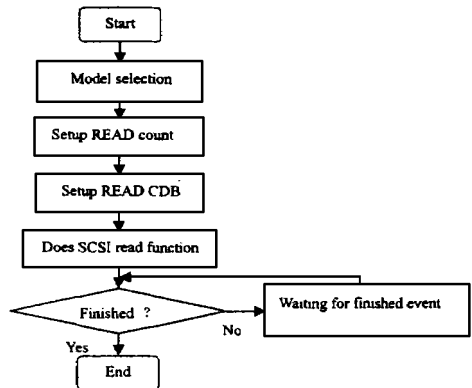 Start
Model selection
Setup READ count
Setup READ CDB
Does SCSI read function
Finished ?
Waiting for finished event
No
Yes
End